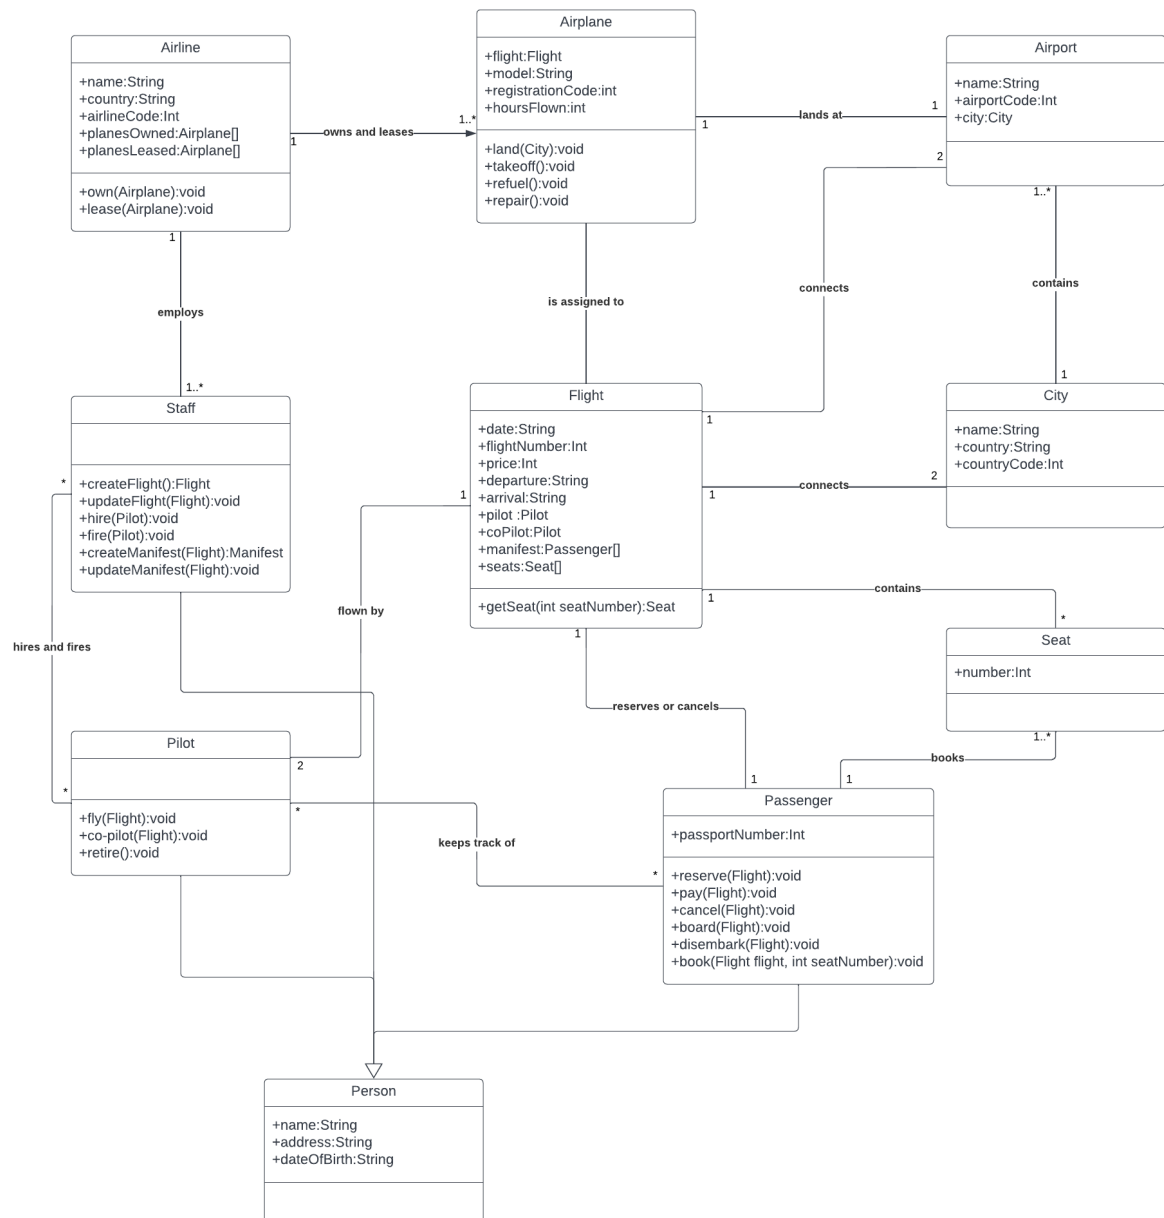 Airplane
+flight:Flight
+model:String
+registrationCode:int
+hoursFlown:int
+land(City):void
+takeoff():void
+refuel():void
+repair():void
Airline
+name:String
+country:String
+airlineCode:Int
+planesOwned:Airplane[]
+planesLeased:Airplane[]
+own(Airplane):void
+lease(Airplane):void
1
owns and leases
1..*
Airport
+name:String
+airportCode:Int
+city:City
1
lands at
1
2
1..*
1
employs
1..*
is assigned to
connects
contains
1
Staff
+createFlight():Flight
+updateFlight(Flight):void
+hire(Pilot):void
+fire(Pilot):void
+createManifest(Flight):Manifest
+updateManifest(Flight):void
*
hires and fires
*
Flight
+date:String
+flightNumber:Int
+price:Int
+departure:String
+arrival:String
+pilot :Pilot
+coPilot:Pilot
+manifest:Passenger[]
+seats:Seat[]
+getSeat(int seatNumber):Seat
1
1
connects
2
City
+name:String
+country:String
+countryCode:Int
1
flown by
2
1
contains
*
1
reserves or cancels
1
Seat
+number:Int
1..*
books
1
Pilot
+fly(Flight):void
+co-pilot(Flight):void
+retire():void
*
keeps track of
*
Passenger
+passportNumber:Int
+reserve(Flight):void
+pay(Flight):void
+cancel(Flight):void
+board(Flight):void
+disembark(Flight):void
+book(Flight flight, int seatNumber):void
Person
+name:String
+address:String
+dateOfBirth:String